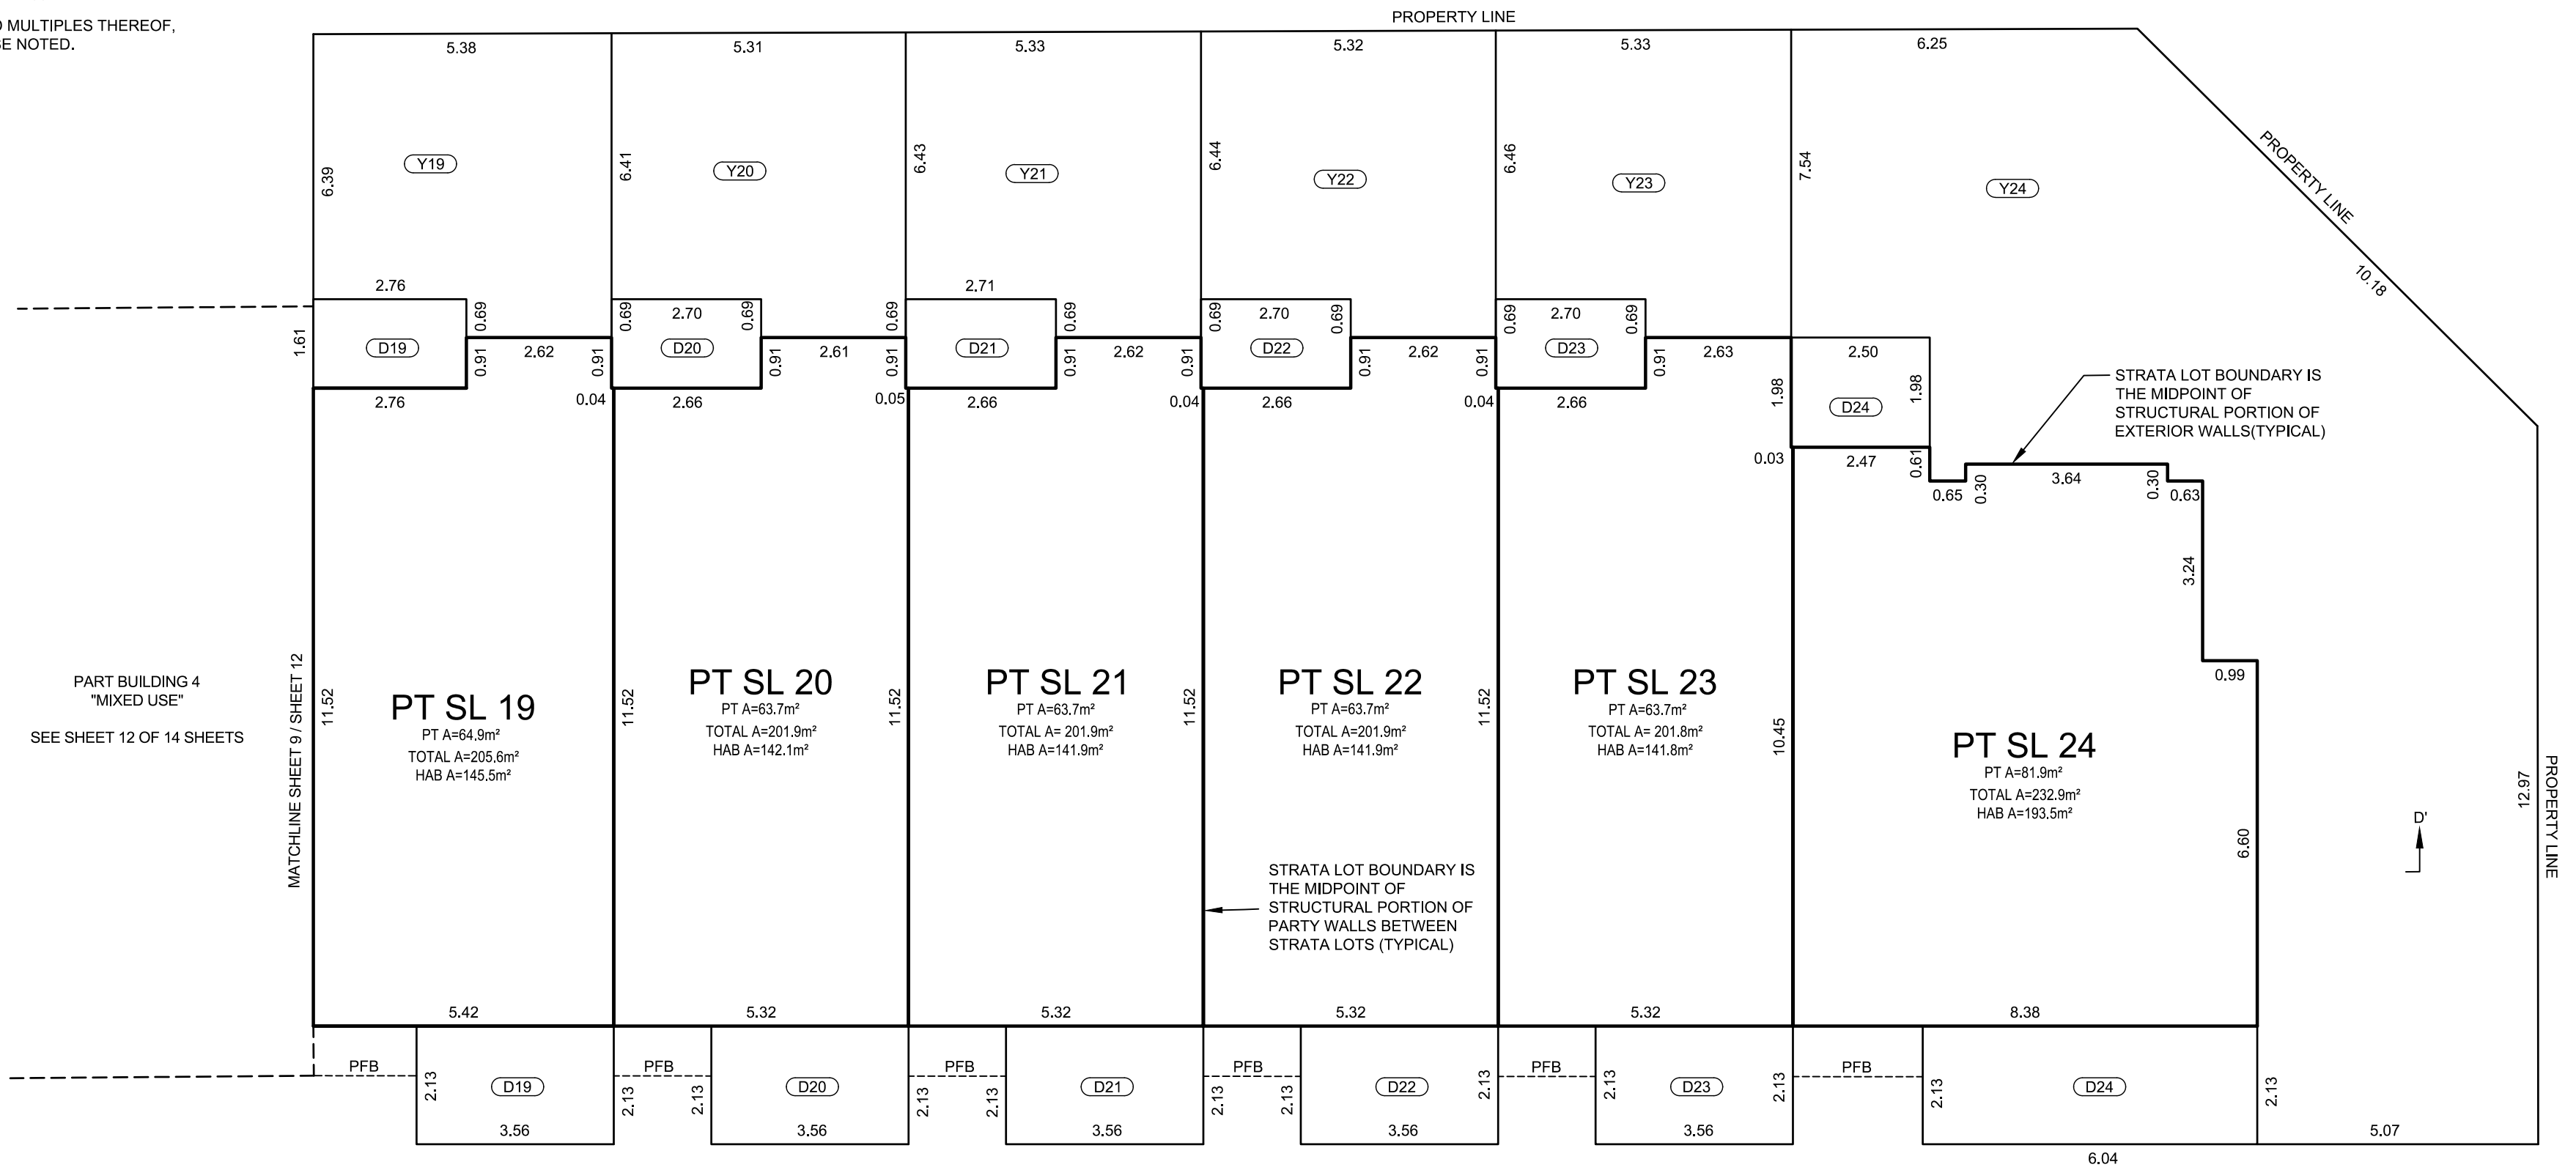 D MULTIPLES THEREOF,
BE NOTED.
PROPERTY LINE
5.38
5.31
5.33
5.32
5.33
6.25
6.39
Y19
6.41
Y20
6.43
Y21
6.44
Y22
6.46
Y23
7.54
Y24
PROPERTY LINE
10.18
2.76
0.69
0.69
2.70
0.69
0.69
2.71
0.69
0.69
2.70
0.69
0.69
2.70
0.69
1.61
D19
0.91
2.62
0.91
D20
0.91
2.61
0.91
D21
0.91
2.62
0.91
D22
0.91
2.62
0.91
D23
0.91
2.63
2.50
1.98
D24
1.98
2.76
0.04
2.66
0.05
2.66
0.04
2.66
0.04
2.66
0.03
2.47
0.61
0.65
0.30
3.64
0.30
0.63
STRATA LOT BOUNDARY IS
THE MIDPOINT OF
STRUCTURAL PORTION OF
EXTERIOR WALLS(TYPICAL)
3.24
0.99
PART BUILDING 4
"MIXED USE"
SEE SHEET 12 OF 14 SHEETS
MATCHLINE SHEET 9 / SHEET 12
11.52
PT SL 19
PT A=64.9m²
TOTAL A=205.6m²
HAB A=145.5m²
11.52
PT SL 20
PT A=63.7m²
TOTAL A=201.9m²
HAB A=142.1m²
11.52
PT SL 21
PT A=63.7m²
TOTAL A= 201.9m²
HAB A=141.9m²
11.52
PT SL 22
PT A=63.7m²
TOTAL A=201.9m²
HAB A=141.9m²
11.52
PT SL 23
PT A=63.7m²
TOTAL A= 201.8m²
HAB A=141.8m²
10.45
PT SL 24
PT A=81.9m²
TOTAL A=232.9m²
HAB A=193.5m²
6.60
D'
12.97
PROPERTY LINE
STRATA LOT BOUNDARY IS
THE MIDPOINT OF
STRUCTURAL PORTION OF
PARTY WALLS BETWEEN
STRATA LOTS (TYPICAL)
5.42
5.32
5.32
5.32
5.32
8.38
PFB
2.13
D19
2.13
PFB
2.13
D20
2.13
PFB
2.13
D21
2.13
PFB
2.13
D22
2.13
PFB
2.13
D23
2.13
PFB
2.13
D24
2.13
3.56
3.56
3.56
3.56
3.56
6.04
5.07